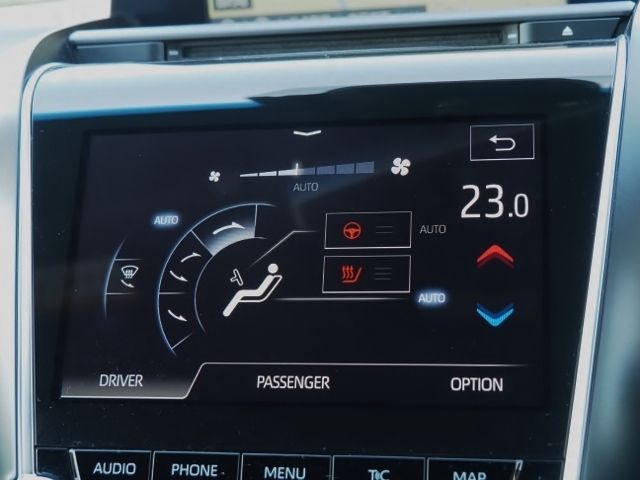 AUTO
AUTO
23.0
AUTO
AUTO
DRIVER
PASSENGER
OPTION
AUDIO
PHONE
MENU
T°C
MAP